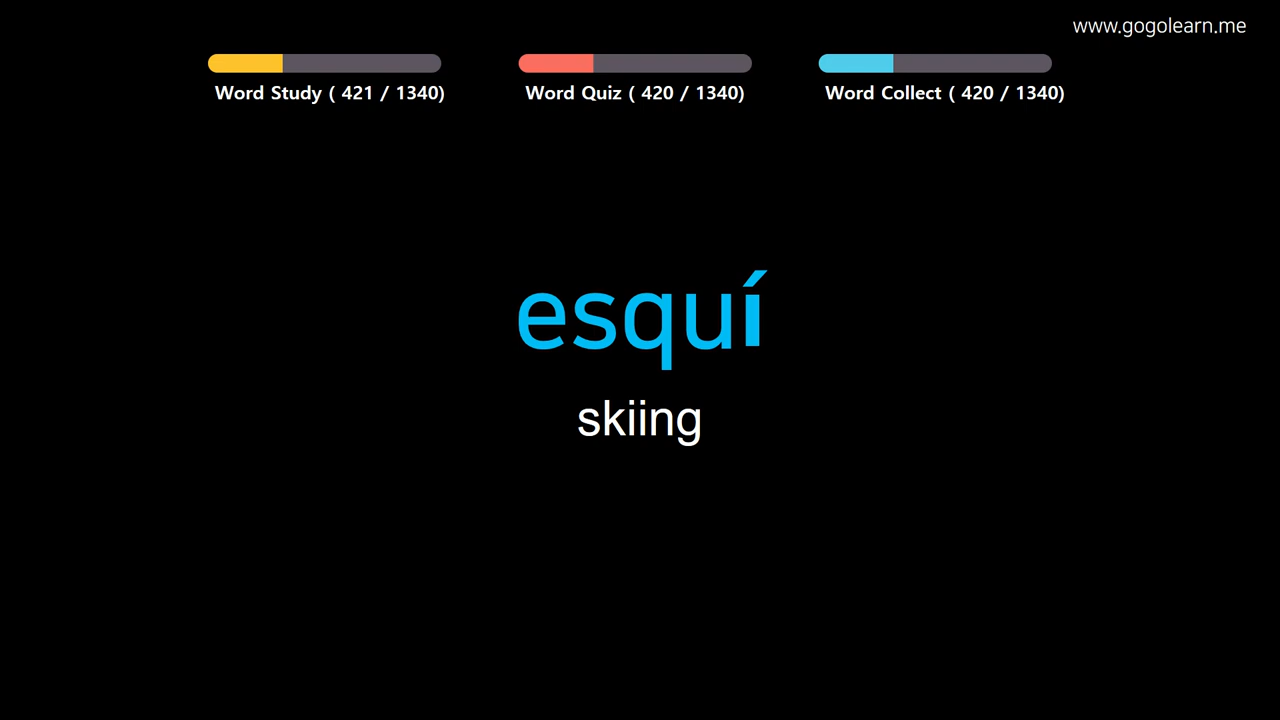 www.gogolearn.me
Word Study ( 421 / 1340)
Word Quiz ( 420 / 1340)
Word Collect ( 420 / 1340)
esquí
skiing